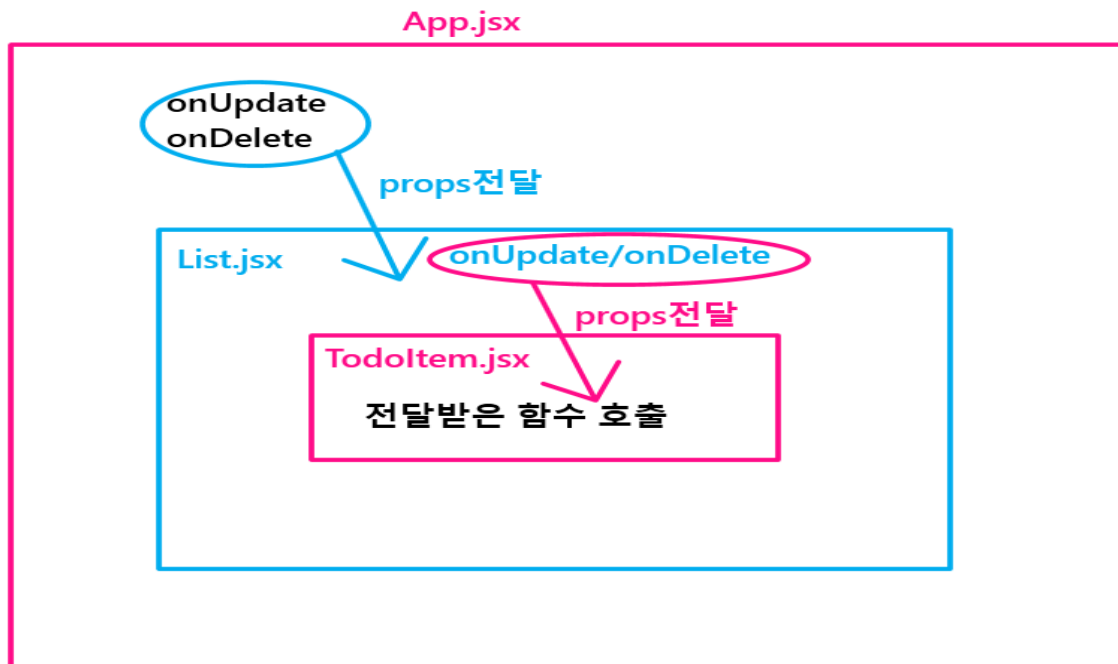 App.jsx
onUpdate
onDelete
props전달
List.jsx
onUpdate/onDelete
props전달
TodoItem.jsx
전달받은 함수 호출